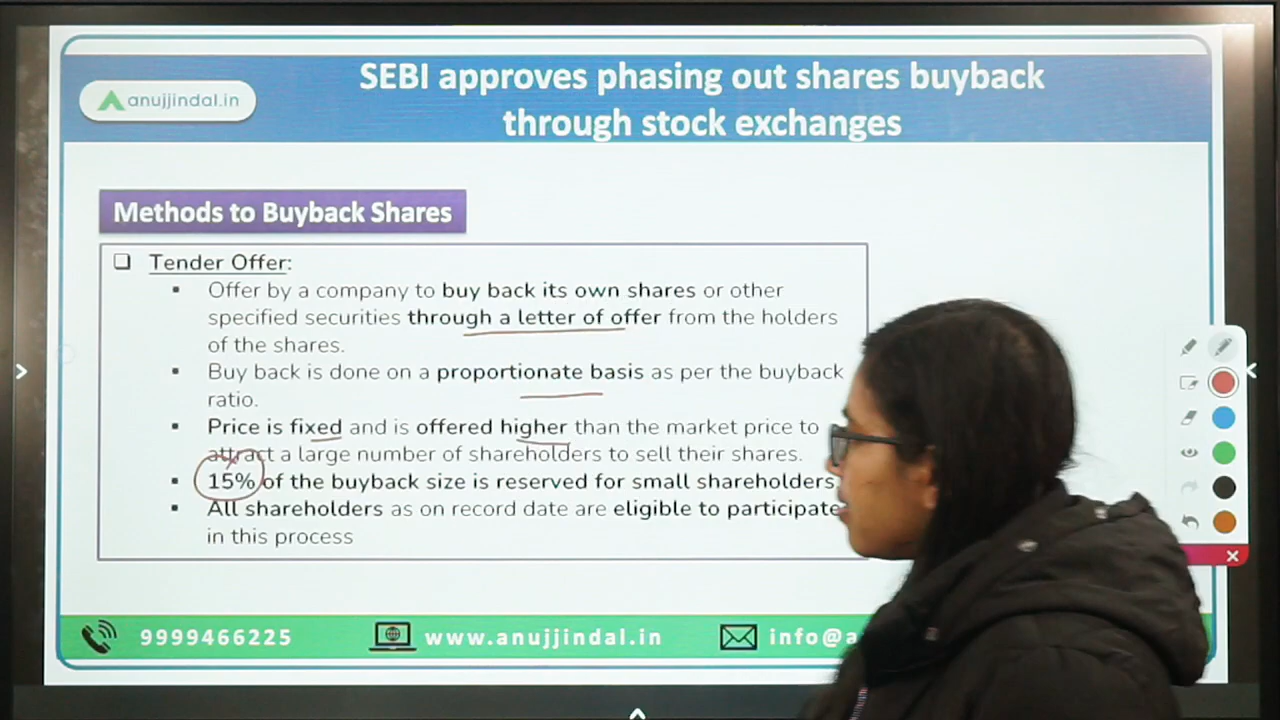 SEBI approves phasing out shares buyback
through stock exchanges
anujjindal.in
Methods to Buyback Shares
Tender Offer:
Offer by a company to buy back its own shares or other
specified securities through a letter of offer from the holders
of the shares.
Buy back is done on a proportionate basis as per the buyback
ratio.
Price is fixed and is offered higher than the market price to
attract a large number of shareholders to sell their shares.
15% of the buyback size is reserved for small shareholders
All shareholders as on record date are eligible to participate
in this process
9999466225 www.anujjindal.in info@a